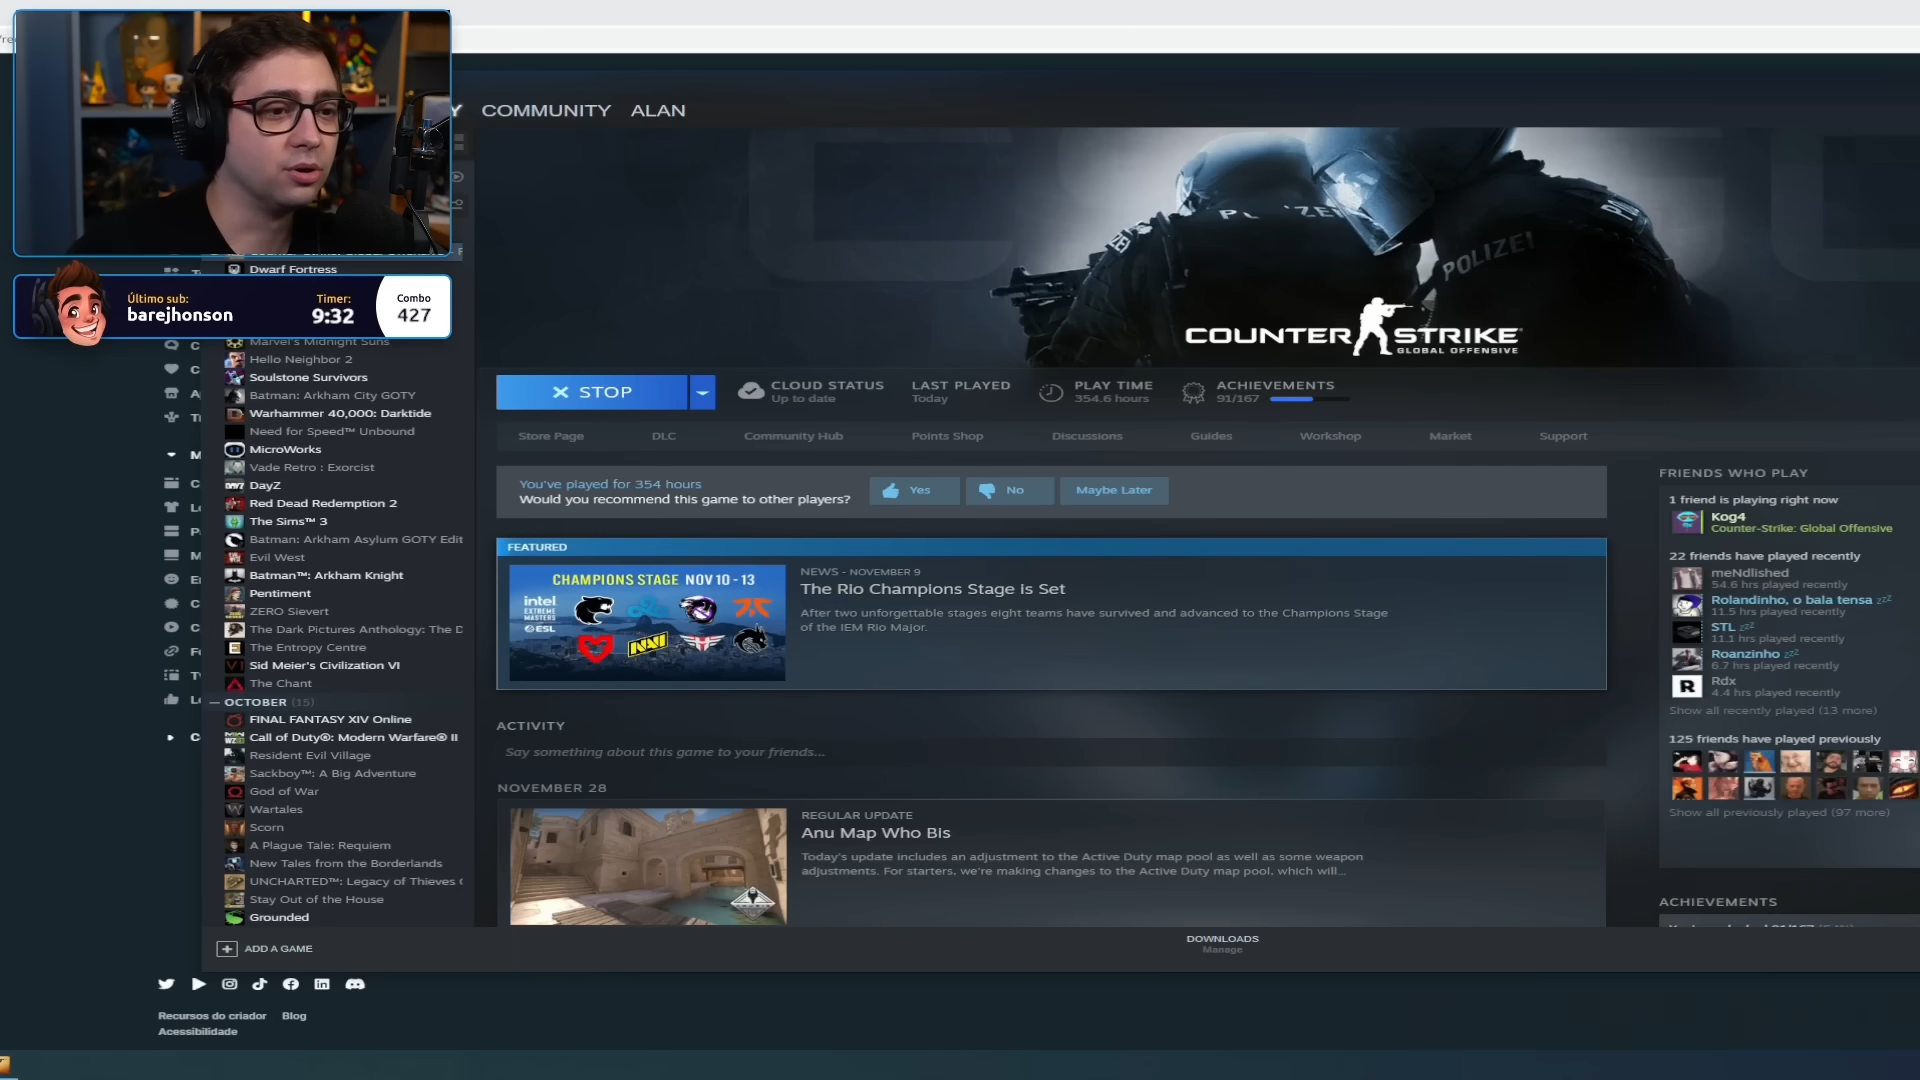 COMMUNITY
ALAN
POLIZEI
COUNTER STRIKE
GLOBAL OFFENSIVE
Dwarf Fortress
Último sub:
barejhonson
Timer:
9:32
Combo
427
Marvel's Midnight Suns
Hello Neighbor 2
Soulstone Survivors
Batman: Arkham City GOTY
Warhammer 40,000: Darktide
Need for Speed™ Unbound
MicroWorks
Vade Retro : Exorcist
DayZ
Red Dead Redemption 2
The Sims™ 3
Batman: Arkham Asylum GOTY Edit
Evil West
Batman™: Arkham Knight
Pentiment
ZERO Sievert
The Dark Pictures Anthology: The D
The Entropy Centre
Sid Meier's Civilization VI
The Chant
— OCTOBER (15)
FINAL FANTASY XIV Online
Call of Duty®: Modern Warfare® II
Resident Evil Village
Sackboy™: A Big Adventure
God of War
Wartales
Scorn
A Plague Tale: Requiem
New Tales from the Borderlands
UNCHARTED™: Legacy of Thieves C
Stay Out of the House
Grounded
+ ADD A GAME
STOP
CLOUD STATUS
Up to date
LAST PLAYED
Today
PLAY TIME
354.6 hours
ACHIEVEMENTS
91/167
Store Page
DLC
Community Hub
Points Shop
Discussions
Guides
Workshop
Market
Support
You've played for 354 hours
Would you recommend this game to other players?
Yes
No
Maybe Later
FEATURED
CHAMPIONS STAGE NOV 10 - 13
intel
EXTREME
MASTERS
ESL
NAVI
NEWS - NOVEMBER 9
The Rio Champions Stage Is Set
After two unforgettable stages eight teams have survived and advanced to the Champions Stage
of the IEM Rio Major.
ACTIVITY
Say something about this game to your friends...
NOVEMBER 28
REGULAR UPDATE
Anu Map Who Bis
Today's update includes an adjustment to the Active Duty map pool as well as some weapon
adjustments. For starters, we're making changes to the Active Duty map pool, which will...
FRIENDS WHO PLAY
1 friend is playing right now
Kog4
Counter-Strike: Global Offensive
22 friends have played recently
meNdlished
54.6 hrs played recently
Rolandinho, o bala tensa zzz
11.5 hrs played recently
STL zzz
11.1 hrs played recently
Roanzinho zzz
6.7 hrs played recently
R
Rdx
4.4 hrs played recently
Show all recently played (13 more)
125 friends have played previously
Show all previously played (97 more)
ACHIEVEMENTS
DOWNLOADS
Manage
Recursos do criador
Blog
Acessibilidade